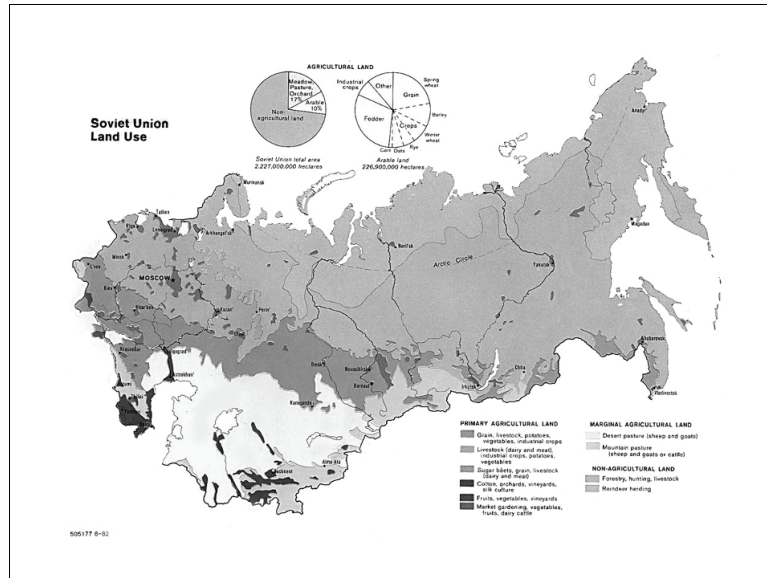 Soviet Union
Land Use
AGRICULTURAL LAND
Meadow,
Pasture,
Orchard
17%
Arable
10%
Non-
agricultural land
Soviet Union total area
2,227,000,000 hectares
Industrial
crops
Other
Grain
Spring
wheat
Barley
Winter
wheat
Rye
Oats
Corn
Crops
Fodder
Arable land
226,900,000 hectares
Murmansk
Anadyr'
Tallinn
Riga
Leningrad
Arkhangel'sk
Minsk
L'vov
Kiev
MOSCOW
Khar'kov
Kazan'
Perm'
Noril'sk
Arctic Circle
Yakutsk
Magadan
Khabarovsk
Vladivostok
Chita
Irkutsk
Omsk
Novosibirsk
Barnaul
Karaganda
Krasnodar
Volgograd
Astrakhan'
Tbilisi
Tashkent
Alma-Ata
PRIMARY AGRICULTURAL LAND
Grain, livestock, potatoes,
vegetables, industrial crops
Livestock (dairy and meat),
industrial crops, potatoes,
vegetables
Sugar beets, grain, livestock
(dairy and meat)
Cotton, orchards, vineyards,
silk culture
Fruits, vegetables, vineyards
Market gardening, vegetables,
fruits, dairy cattle
MARGINAL AGRICULTURAL LAND
Desert pasture (sheep and goats)
Mountain pasture
(sheep and goats or cattle)
NON-AGRICULTURAL LAND
Forestry, hunting, livestock
Reindeer herding
505177 6-82